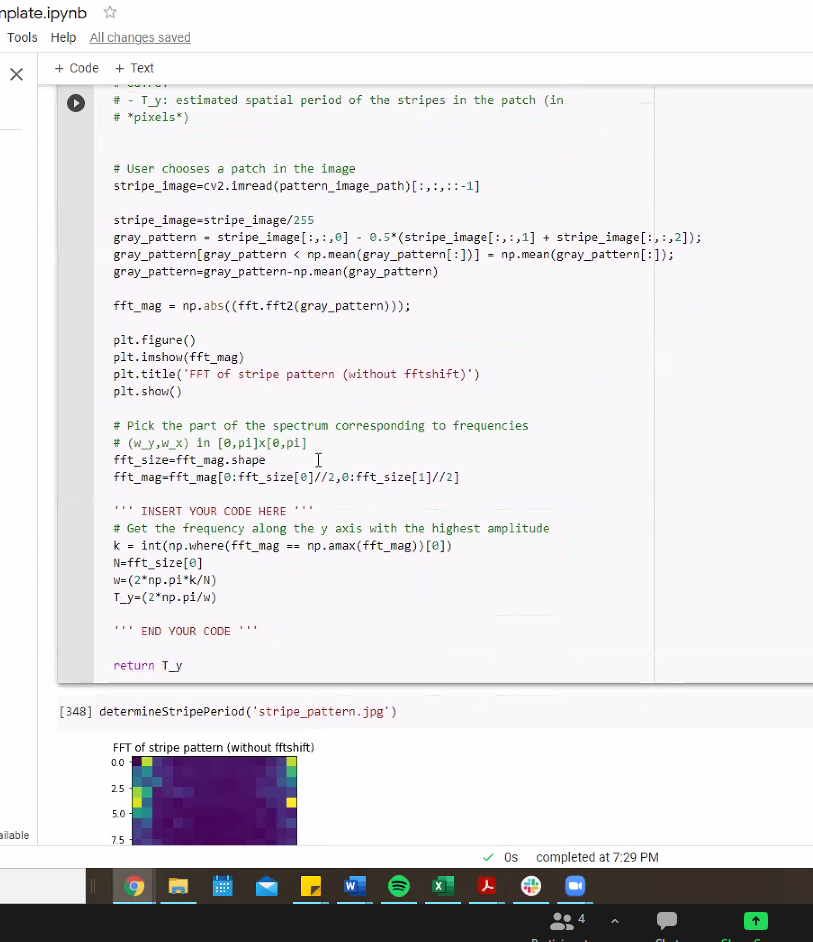 mplate.ipynb
Tools Help All changes saved
+ Code + Text
# - T_y: estimated spatial period of the stripes in the patch (in
# *pixels*)
# User chooses a patch in the image
stripe_image=cv2.imread(pattern_image_path)[:,:,::-1]
stripe_image=stripe_image/255
gray_pattern = stripe_image[:,:,0] - 0.5*(stripe_image[:,:,1] + stripe_image[:,:,2]);
gray_pattern[gray_pattern < np.mean(gray_pattern[:])] = np.mean(gray_pattern[:]);
gray_pattern=gray_pattern-np.mean(gray_pattern)
fft_mag = np.abs((fft.fft2(gray_pattern)));
plt.figure()
plt.imshow(fft_mag)
plt.title('FFT of stripe pattern (without fftshift)')
plt.show()
# Pick the part of the spectrum corresponding to frequencies
# (w_y,w_x) in [0,pi]x[0,pi]
fft_size=fft_mag.shape
fft_mag=fft_mag[0:fft_size[0]//2,0:fft_size[1]//2]
''' INSERT YOUR CODE HERE '''
# Get the frequency along the y axis with the highest amplitude
k = int(np.where(fft_mag == np.amax(fft_mag))[0])
N=fft_size[0]
w=(2*np.pi*k/N)
T_y=(2*np.pi/w)
''' END YOUR CODE '''
return T_y
[348] determineStripePeriod('stripe_pattern.jpg')
FFT of stripe pattern (without fftshift)
0.0
2.5
5.0
7.5
ailable
0s completed at 7:29 PM
4